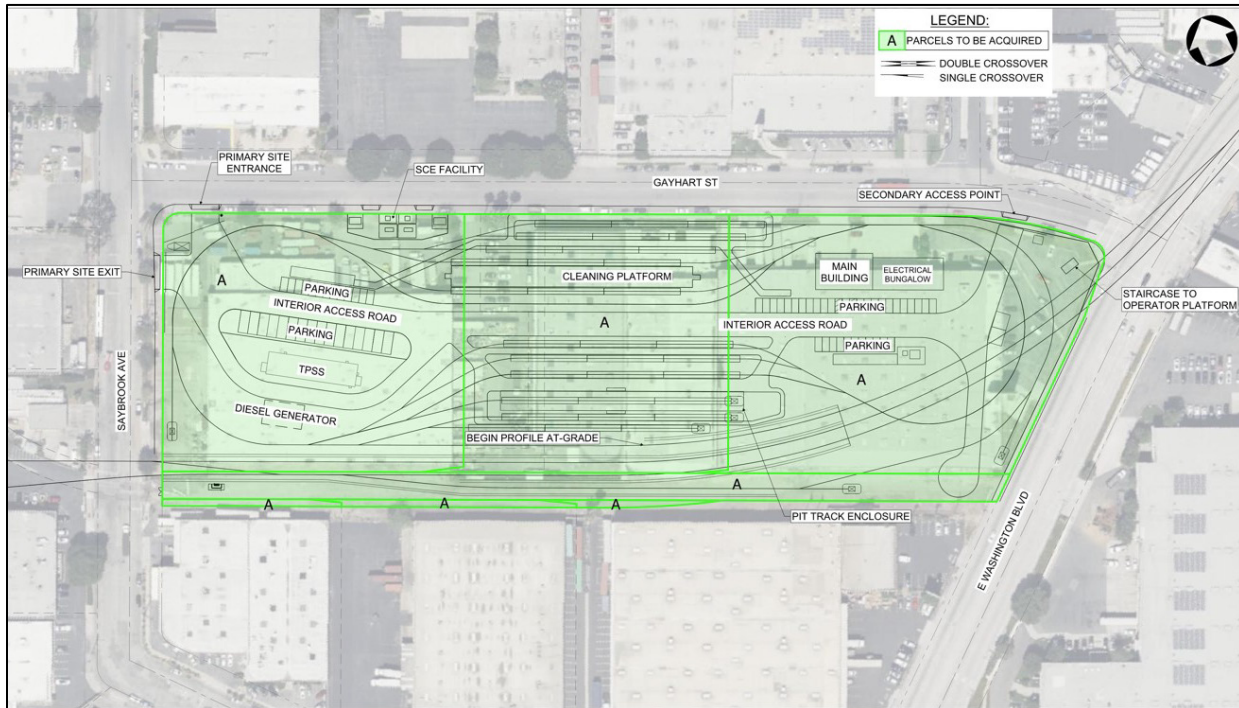 LEGEND:
A PARCELS TO BE ACQUIRED
DOUBLE CROSSOVER
SINGLE CROSSOVER
PRIMARY SITE
ENTRANCE
SCE FACILITY
GAYHART ST
SECONDARY ACCESS POINT
PRIMARY SITE EXIT
A
PARKING
INTERIOR ACCESS ROAD
PARKING
TPSS
DIESEL GENERATOR
CLEANING PLATFORM
A
BEGIN PROFILE AT-GRADE
MAIN
BUILDING
ELECTRICAL
BUNGALOW
PARKING
INTERIOR ACCESS ROAD
PARKING
A
STAIRCASE TO
OPERATOR PLATFORM
SAYBROOK AVE
A
A
A
A
PIT TRACK ENCLOSURE
E WASHINGTON BLVD